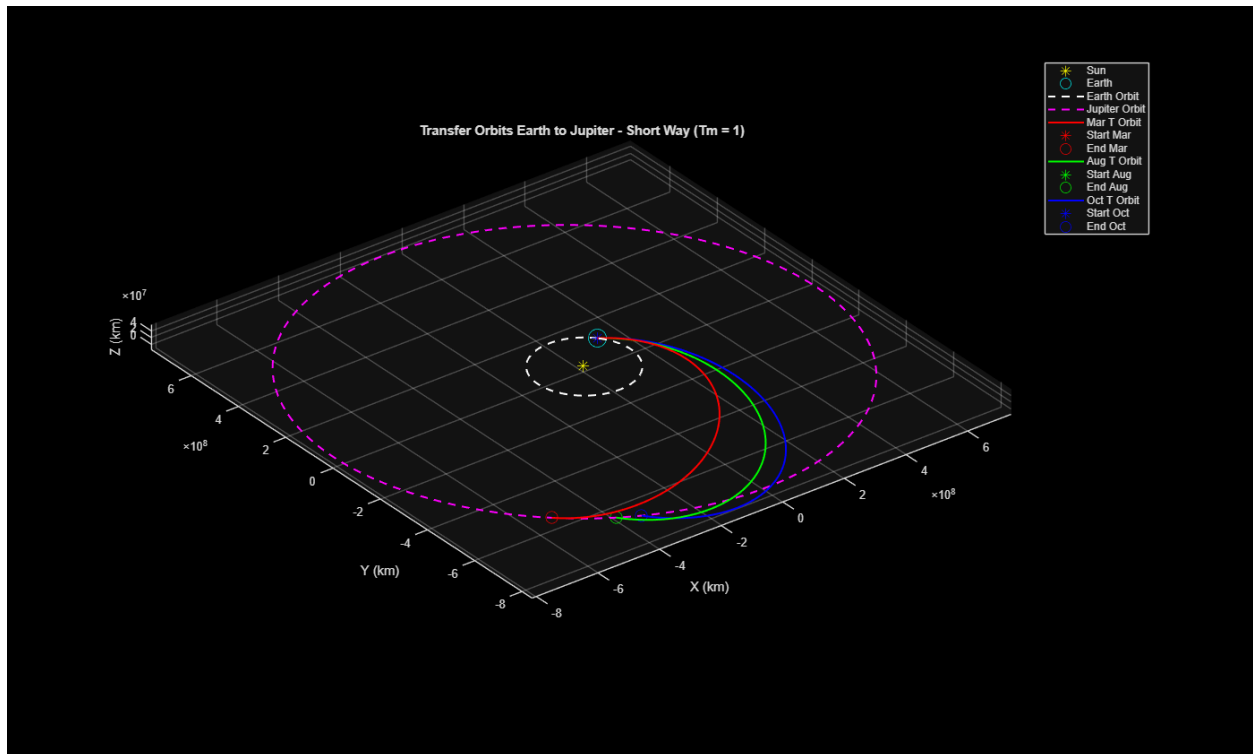 Transfer Orbits Earth to Jupiter - Short Way (Tm = 1)
Sun
Earth
Earth Orbit
Jupiter Orbit
Mar T Orbit
Start Mar
End Mar
Aug T Orbit
Start Aug
End Aug
Oct T Orbit
Start Oct
End Oct
×10⁷
Z (km)
4
2
0
6
4
×10⁸
2
0
-2
-4
-6
-8
Y (km)
-8
-6
-4
-2
0
2
4
6
×10⁸
X (km)